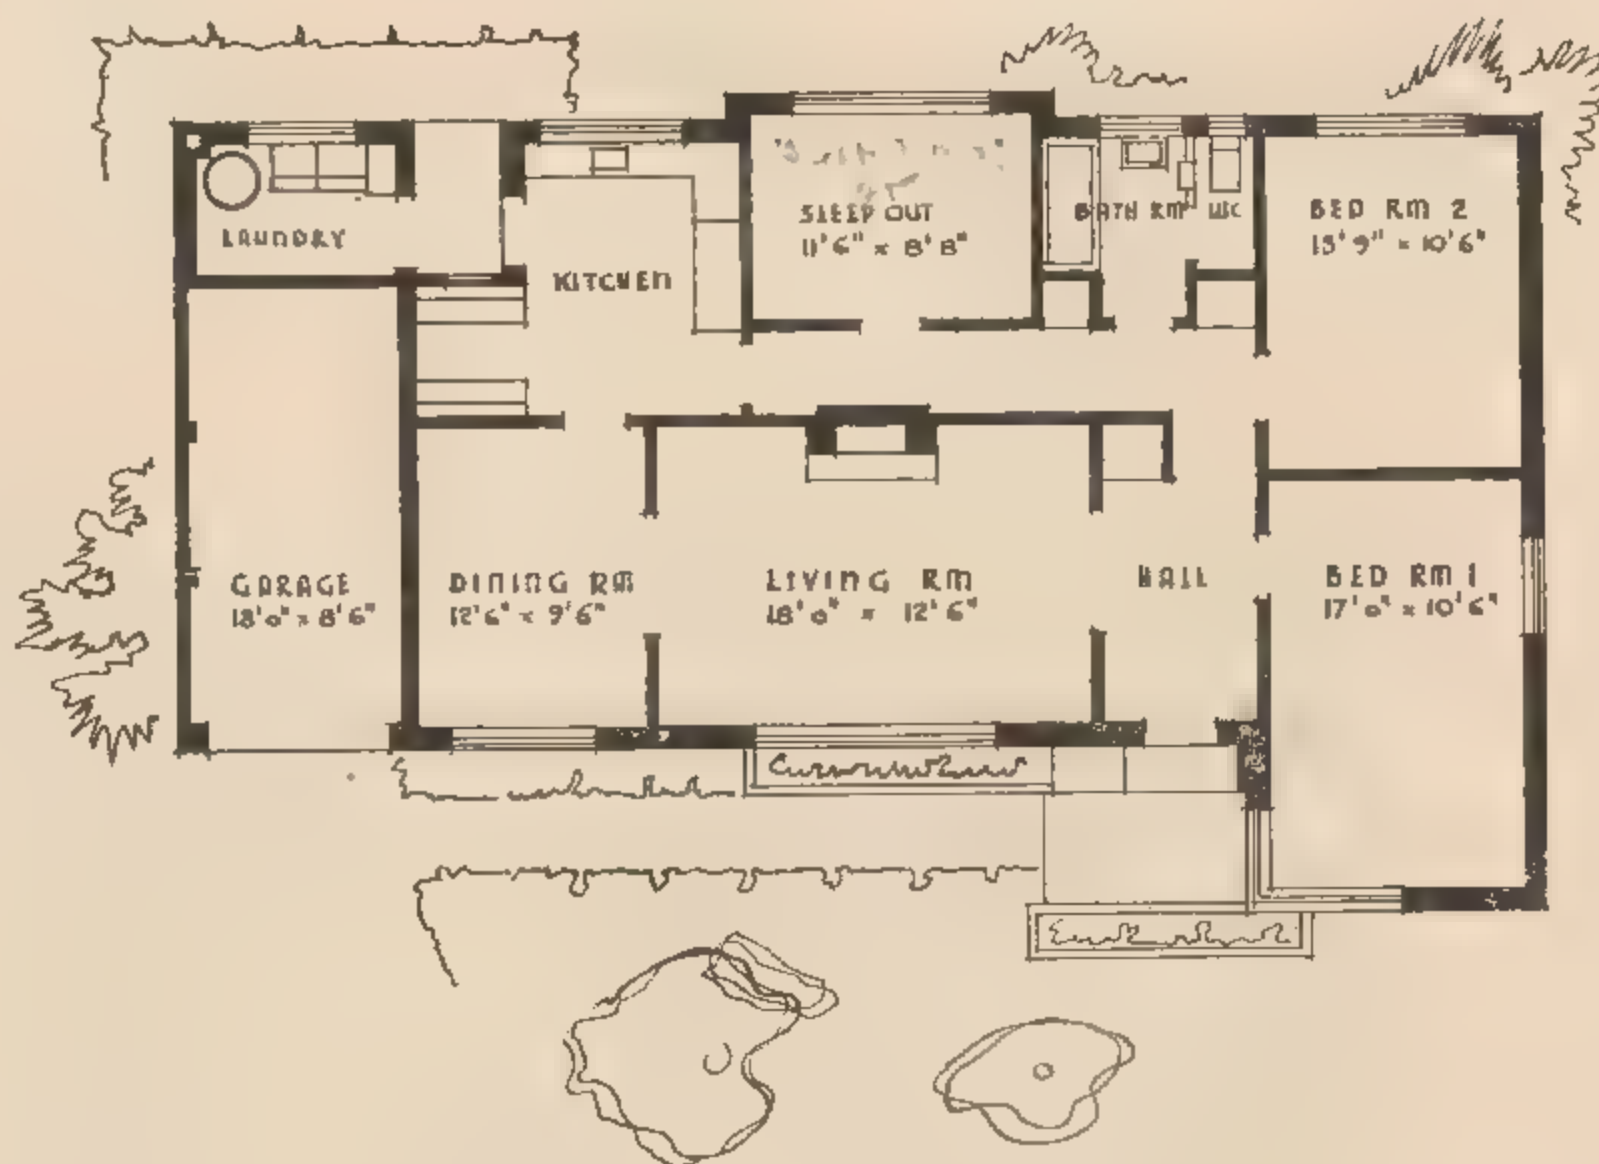 LAUNDRY
KITCHEN
SLEEP OUT
11'6" x 8'8"
BATH RM WC
BED RM 2
13'9" x 10'6"
GARAGE
18'0" x 8'6"
DINING RM
12'6" x 9'6"
LIVING RM
18'0" x 12'6"
HALL
BED RM 1
17'0" x 10'6"